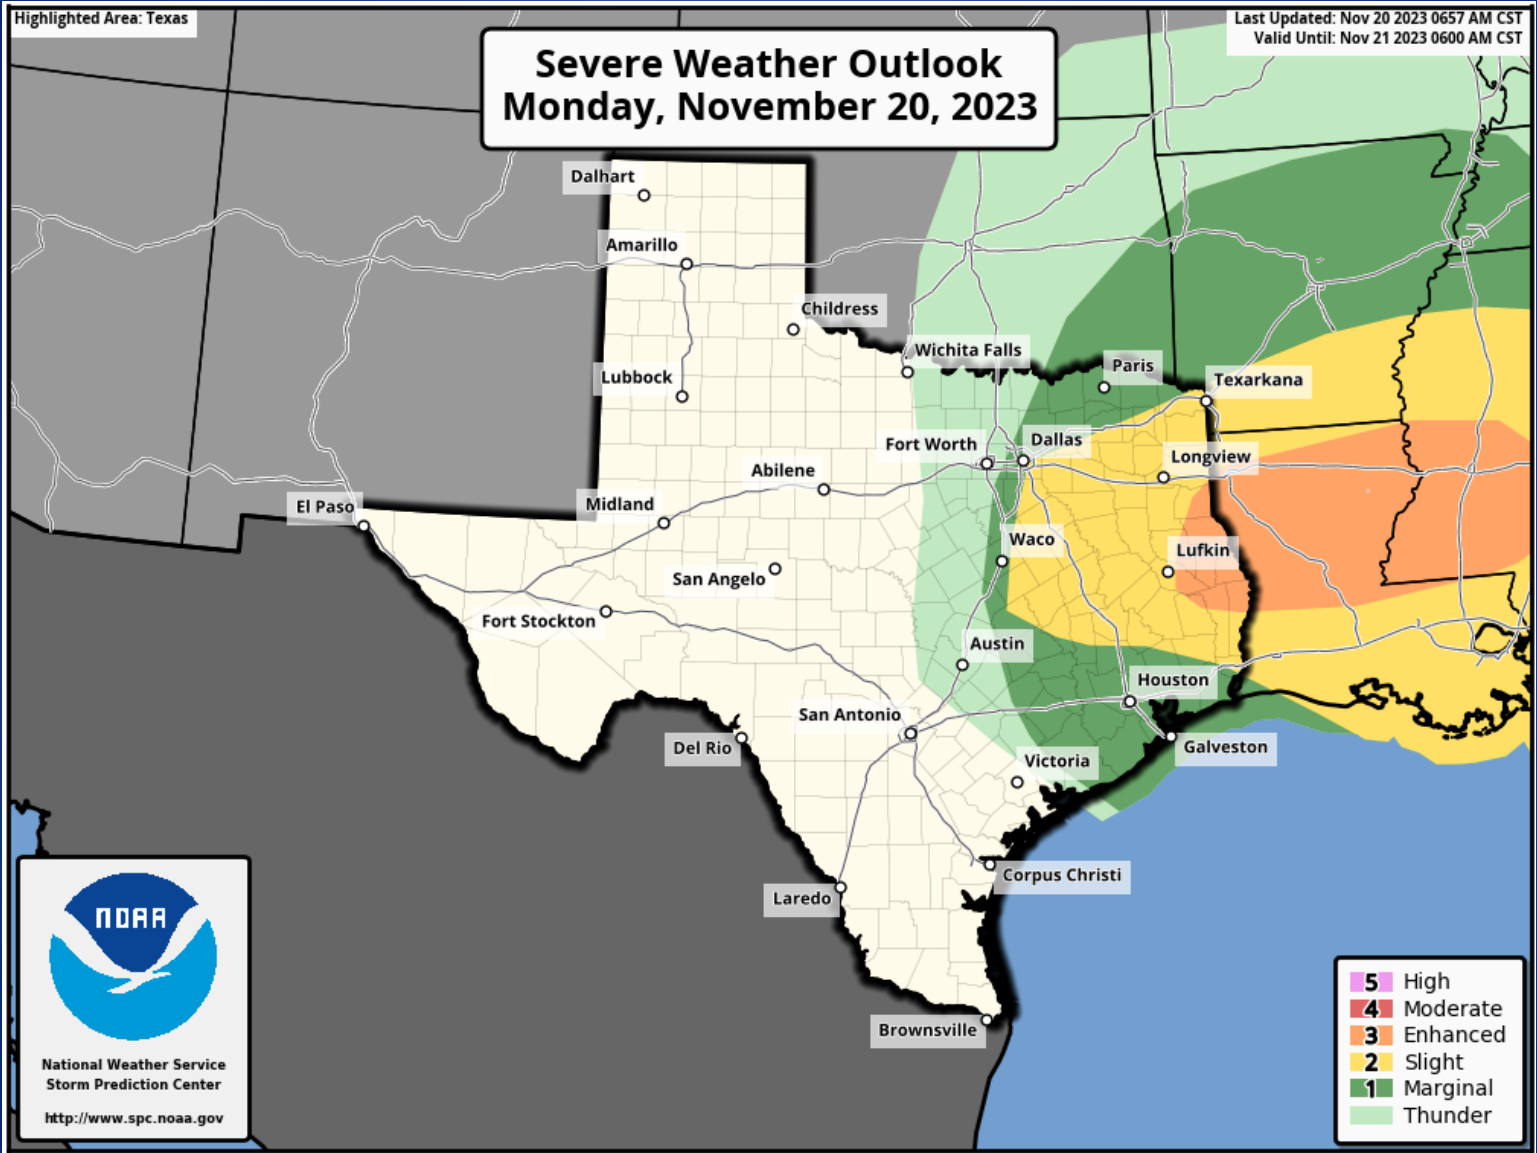 Highlighted Area: Texas
Last Updated: Nov 20 2023 0657 AM CST
Valid Until: Nov 21 2023 0600 AM CST
Severe Weather Outlook
Monday, November 20, 2023
Dalhart
Amarillo
Childress
Wichita Falls
Paris
Lubbock
Texarkana
Fort Worth
Dallas
Longview
Abilene
Midland
El Paso
Waco
Lufkin
San Angelo
Fort Stockton
Austin
Houston
San Antonio
Del Rio
Galveston
Victoria
Corpus Christi
Laredo
Brownsville
NOAA
National Weather Service
Storm Prediction Center
http://www.spc.noaa.gov
5 High
4 Moderate
3 Enhanced
2 Slight
1 Marginal
Thunder